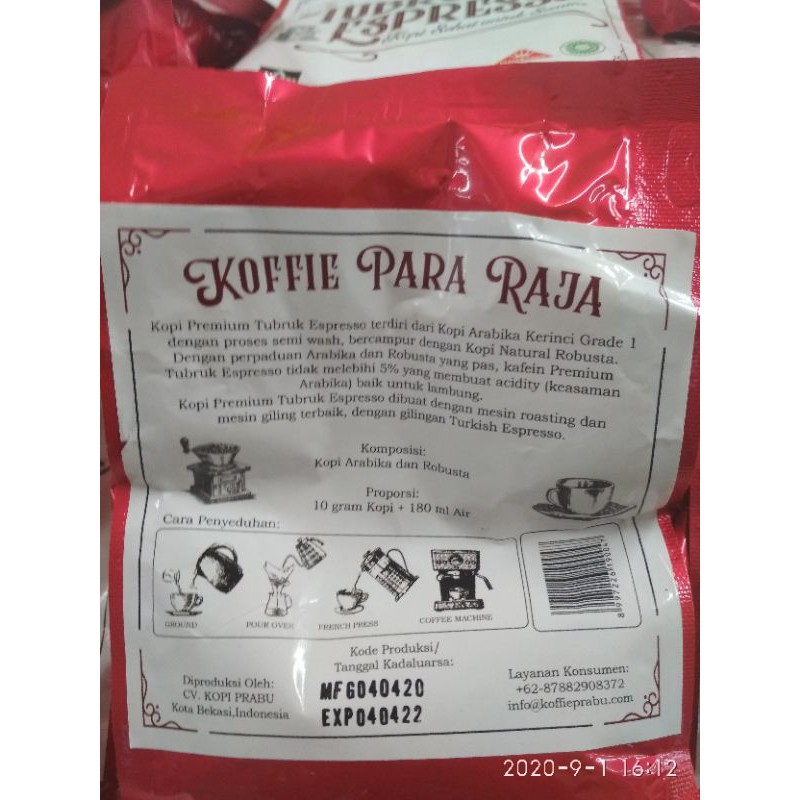 TUBRUK
ESPRESSO
KOFFIE PARA RAJA
Kopi Premium Tubruk Espresso terdiri dari Kopi Arabika Kerinci Grade 1
dengan proses semi wash, bercampur dengan Kopi Natural Robusta.
Dengan perpaduan Arabika dan Robusta yang pas, kafein Premium
Tubruk Espresso tidak melebihi 5% yang membuat acidity (keasaman
Arabika) baik untuk lambung.
Kopi Premium Tubruk Espresso dibuat dengan mesin roasting dan
mesin giling terbaik, dengan gilingan Turkish Espresso.
Komposisi:
Kopi Arabika dan Robusta
Proporsi:
10 gram Kopi + 180 ml Air
Cara Penyeduhan:
GROUND
POUR OVER
FRENCH PRESS
COFFEE MACHINE
Kode Produksi/
Tanggal Kadaluarsa:
MFG040420
EXP040422
Diproduksi Oleh:
CV. KOPI PRABU
Kota Bekasi,Indonesia
Layanan Konsumen:
+62-87882908372
info@koffieprabu.com
2020-9-1 16:12